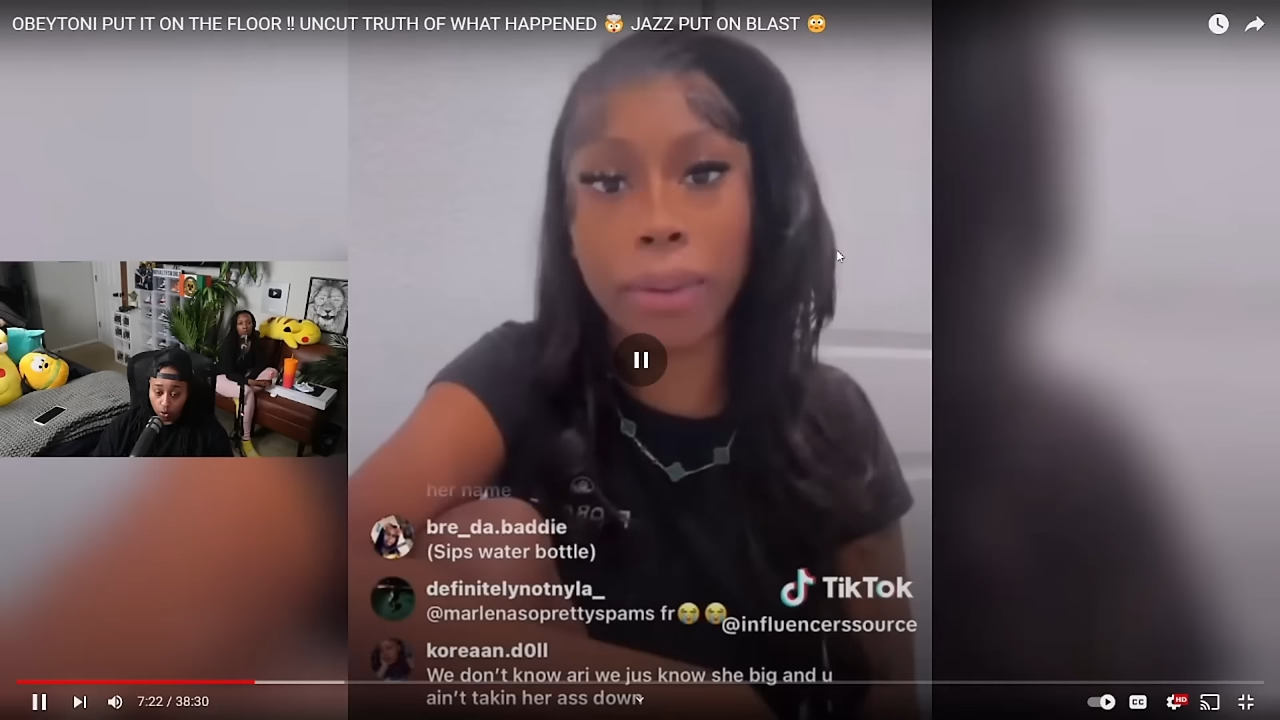 OBEYTONI PUT IT ON THE FLOOR !! UNCUT TRUTH OF WHAT HAPPENED 🤯 JAZZ PUT ON BLAST 😳
her name
bre_da.baddie
(Sips water bottle)
definitelynotnyla_
@marlenasoprettyspams fr😭😭
TikTok
@influencerssource
koreaan.d0ll
We don't know ari we jus know she big and u
ain't takin her ass down
7:22 / 38:30
CC
HD